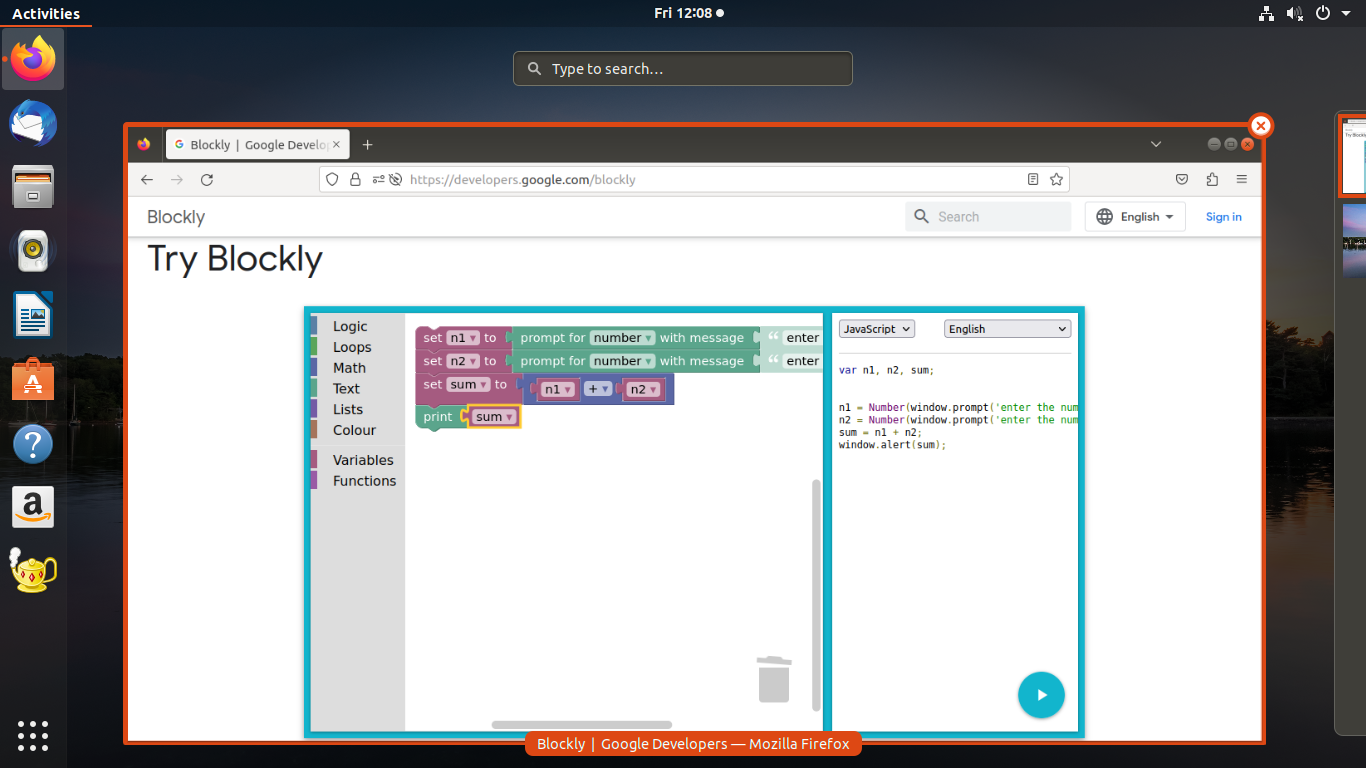 Activities
Fri 12:08
Type to search…
Blockly | Google Develo
https://developers.google.com/blockly
Blockly
Search
English
Sign in
Try Blockly
Logic
Loops
Math
Text
Lists
Colour
Variables
Functions
set n1 to prompt for number with message “ enter
set n2 to prompt for number with message “ enter
set sum to n1 + n2
print sum
JavaScript
English
var n1, n2, sum;
n1 = Number(window.prompt('enter the num
n2 = Number(window.prompt('enter the num
sum = n1 + n2;
window.alert(sum);
Blockly | Google Developers — Mozilla Firefox